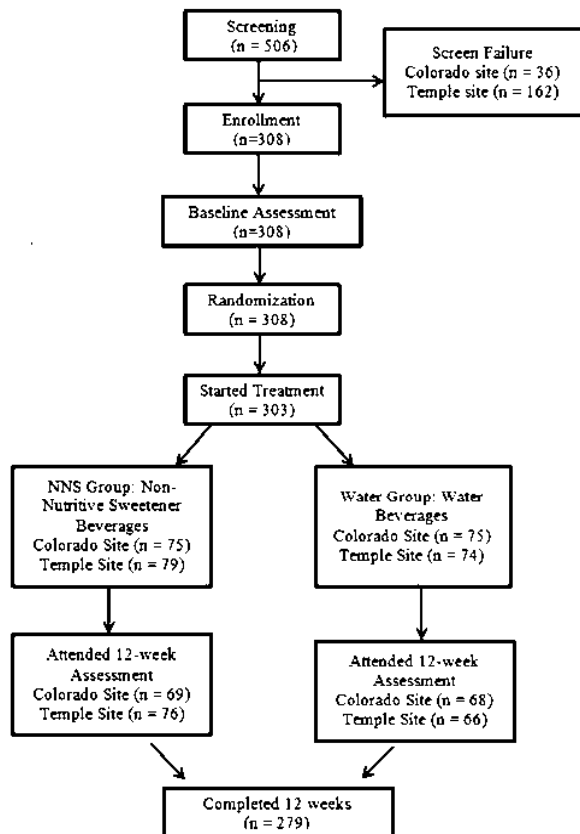 Screening
(n = 506)
Screen Failure
Colorado site (n = 36)
Temple site (n = 162)
Enrollment
(n=308)
Baseline Assessment
(n=308)
Randomization
(n = 308)
Started Treatment
(n = 303)
NNS Group: Non-
Nutritive Sweetener
Beverages
Colorado Site (n = 75)
Temple Site (n = 79)
Water Group: Water
Beverages
Colorado Site (n = 75)
Temple Site (n = 74)
Attended 12-week
Assessment
Colorado Site (n = 69)
Temple Site (n = 76)
Attended 12-week
Assessment
Colorado Site (n = 68)
Temple Site (n = 66)
Completed 12 weeks
(n = 279)